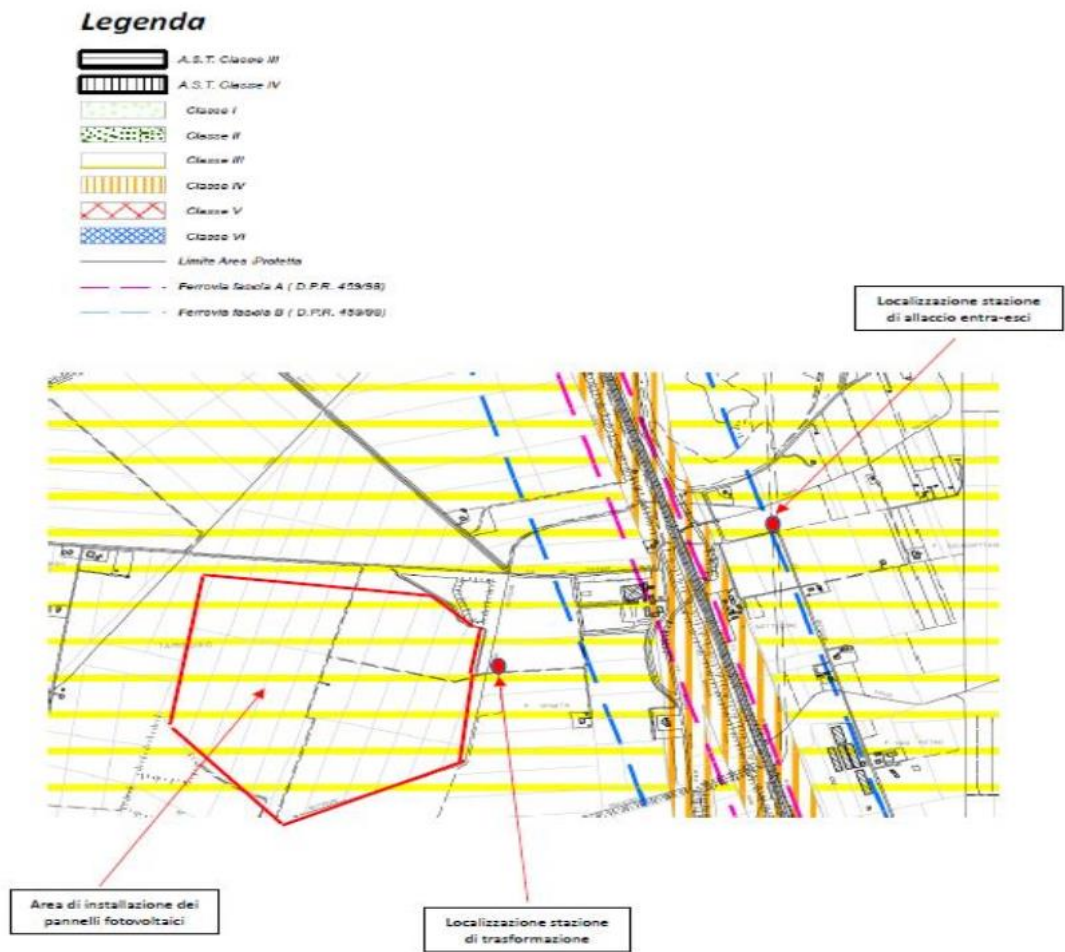 Legenda
A.S.T. Classe III
A.S.T. Classe IV
Classe I
Classe II
Classe III
Classe IV
Classe V
Classe VI
Limite Area Protetta
Ferrovia fascia A ( D.P.R. 459/98)
Ferrovia fascia B ( D.P.R. 459/98)
Localizzazione stazione
di allaccio entra-esci
Area di installazione dei
pannelli fotovoltaici
Localizzazione stazione
di trasformazione